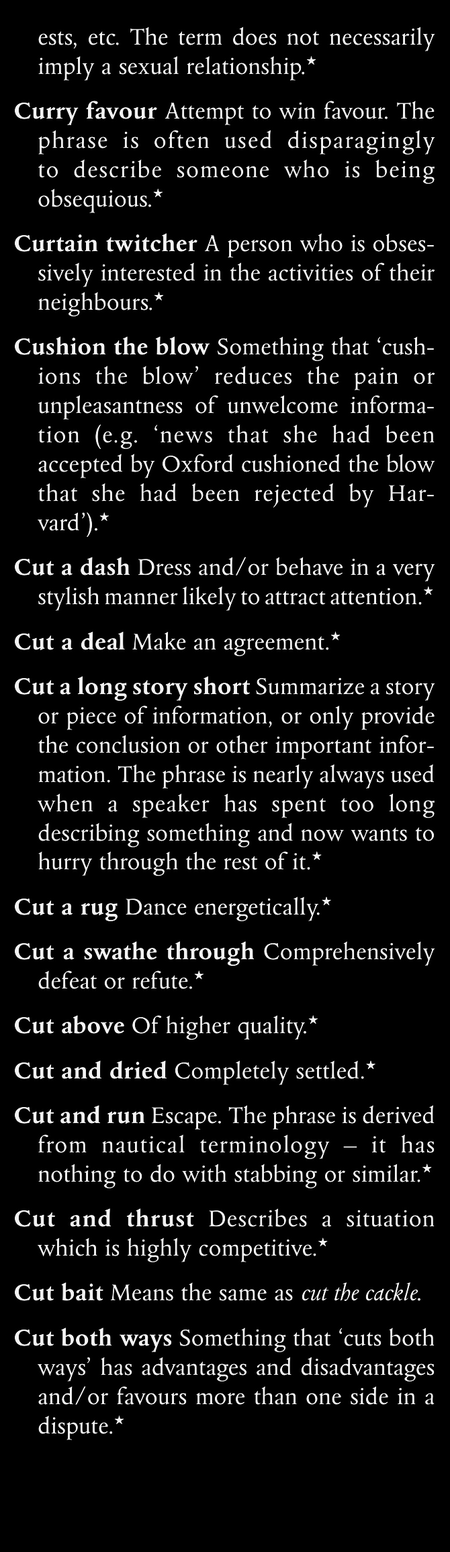 ests, etc. The term does not necessarily
imply a sexual relationship.★
Curry favour Attempt to win favour. The
phrase is often used disparagingly
to describe someone who is being
obsequious.★
Curtain twitcher A person who is obses-
sively interested in the activities of their
neighbours.★
Cushion the blow Something that ‘cush-
ions the blow’ reduces the pain or
unpleasantness of unwelcome informa-
tion (e.g. ‘news that she had been
accepted by Oxford cushioned the blow
that she had been rejected by Har-
vard’).★
Cut a dash Dress and/or behave in a very
stylish manner likely to attract attention.★
Cut a deal Make an agreement.★
Cut a long story short Summarize a story
or piece of information, or only provide
the conclusion or other important infor-
mation. The phrase is nearly always used
when a speaker has spent too long
describing something and now wants to
hurry through the rest of it.★
Cut a rug Dance energetically.★
Cut a swathe through Comprehensively
defeat or refute.★
Cut above Of higher quality.★
Cut and dried Completely settled.★
Cut and run Escape. The phrase is derived
from nautical terminology – it has
nothing to do with stabbing or similar.★
Cut and thrust Describes a situation
which is highly competitive.★
Cut bait Means the same as cut the cackle.
Cut both ways Something that ‘cuts both
ways’ has advantages and disadvantages
and/or favours more than one side in a
dispute.★